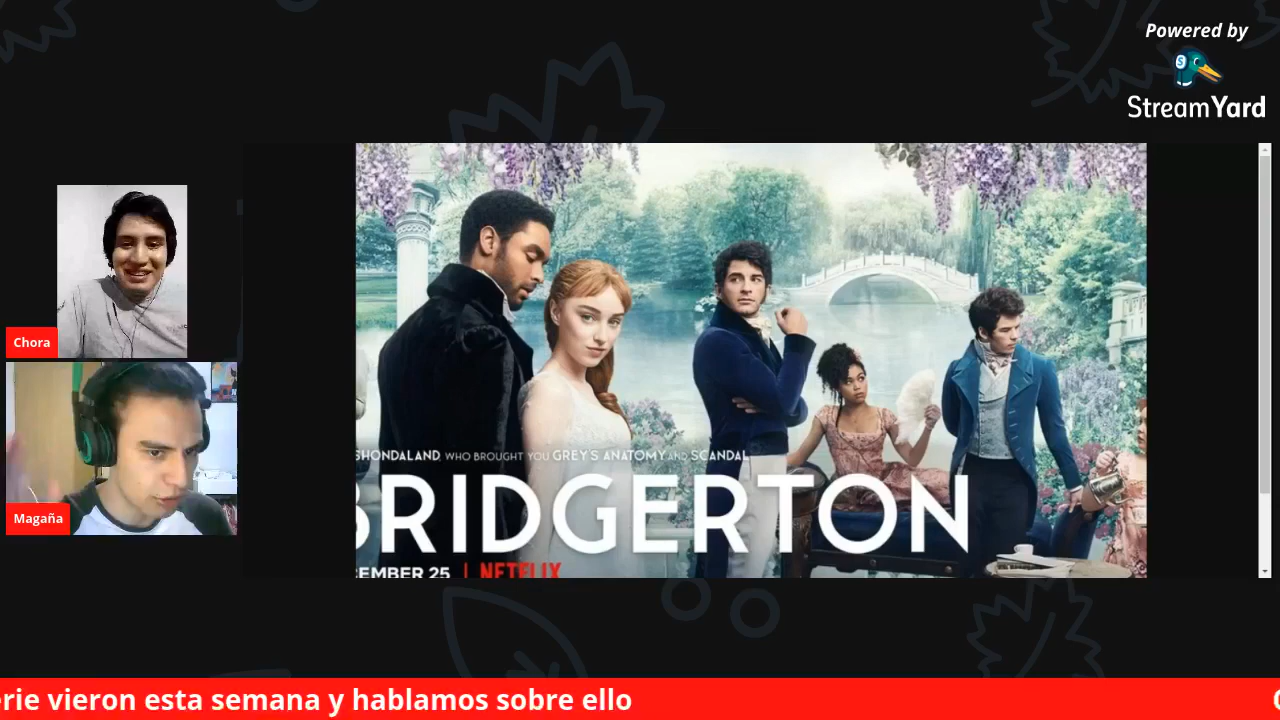 Powered by
StreamYard
Chora
Magaña
SHONDALAND WHO BROUGHT YOU GREY'S ANATOMY AND SCANDAL
BRIDGERTON
EMBER 25 | NETFLIX
erie vieron esta semana y hablamos sobre ello